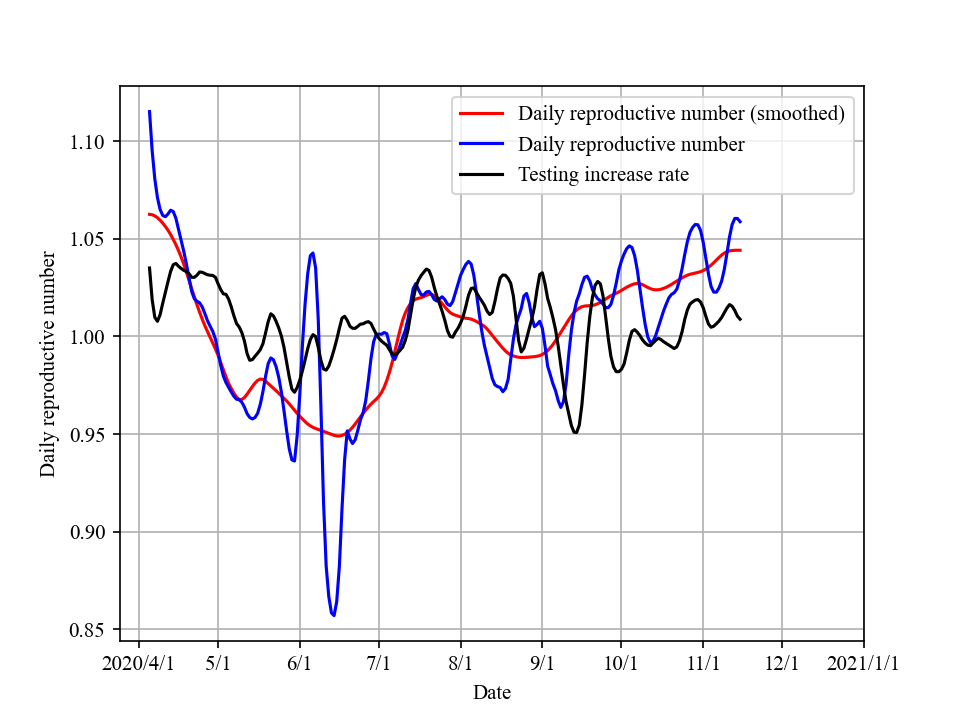 Daily reproductive number (smoothed)
Daily reproductive number
Testing increase rate
1.10
1.05
1.00
0.95
0.90
0.85
Daily reproductive number
2020/4/1 5/1 6/1 7/1 8/1 9/1 10/1 11/1 12/1 2021/1/1
Date